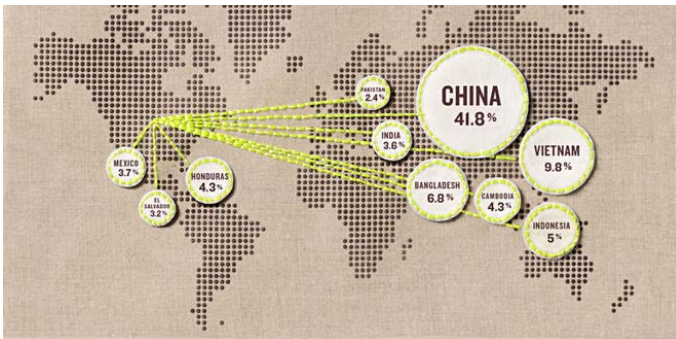 PAKISTAN
2.4%
CHINA
41.8%
INDIA
3.6%
VIETNAM
9.8%
MEXICO
3.7%
HONDURAS
4.3%
EL
SALVADOR
3.2%
BANGLADESH
6.8%
CAMBODIA
4.3%
INDONESIA
5%